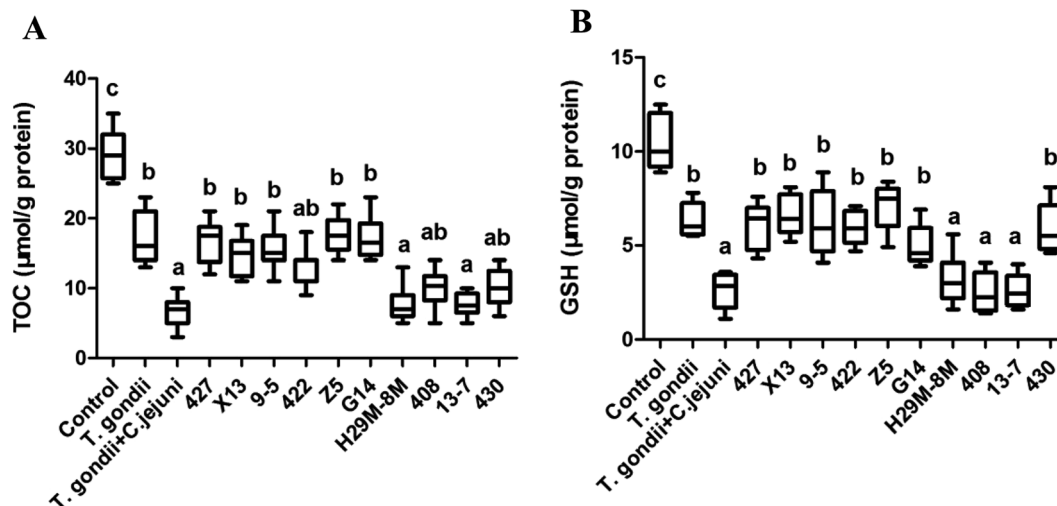 A
TOC (µmol/g protein)
40
30
20
10
0
c
b
a
b
b
b
ab
b
b
a
ab
a
ab
Control
T. gondii
T. gondii+C.jejuni
427
X13
9-5
422
Z5
G14
H29M-8M
408
13-7
430
B
GSH (µmol/g protein)
15
10
5
0
c
b
a
b
b
b
b
b
b
a
a
a
b
Control
T. gondii
T. gondii+C.jejuni
427
X13
9-5
422
Z5
G14
H29M-8M
408
13-7
430